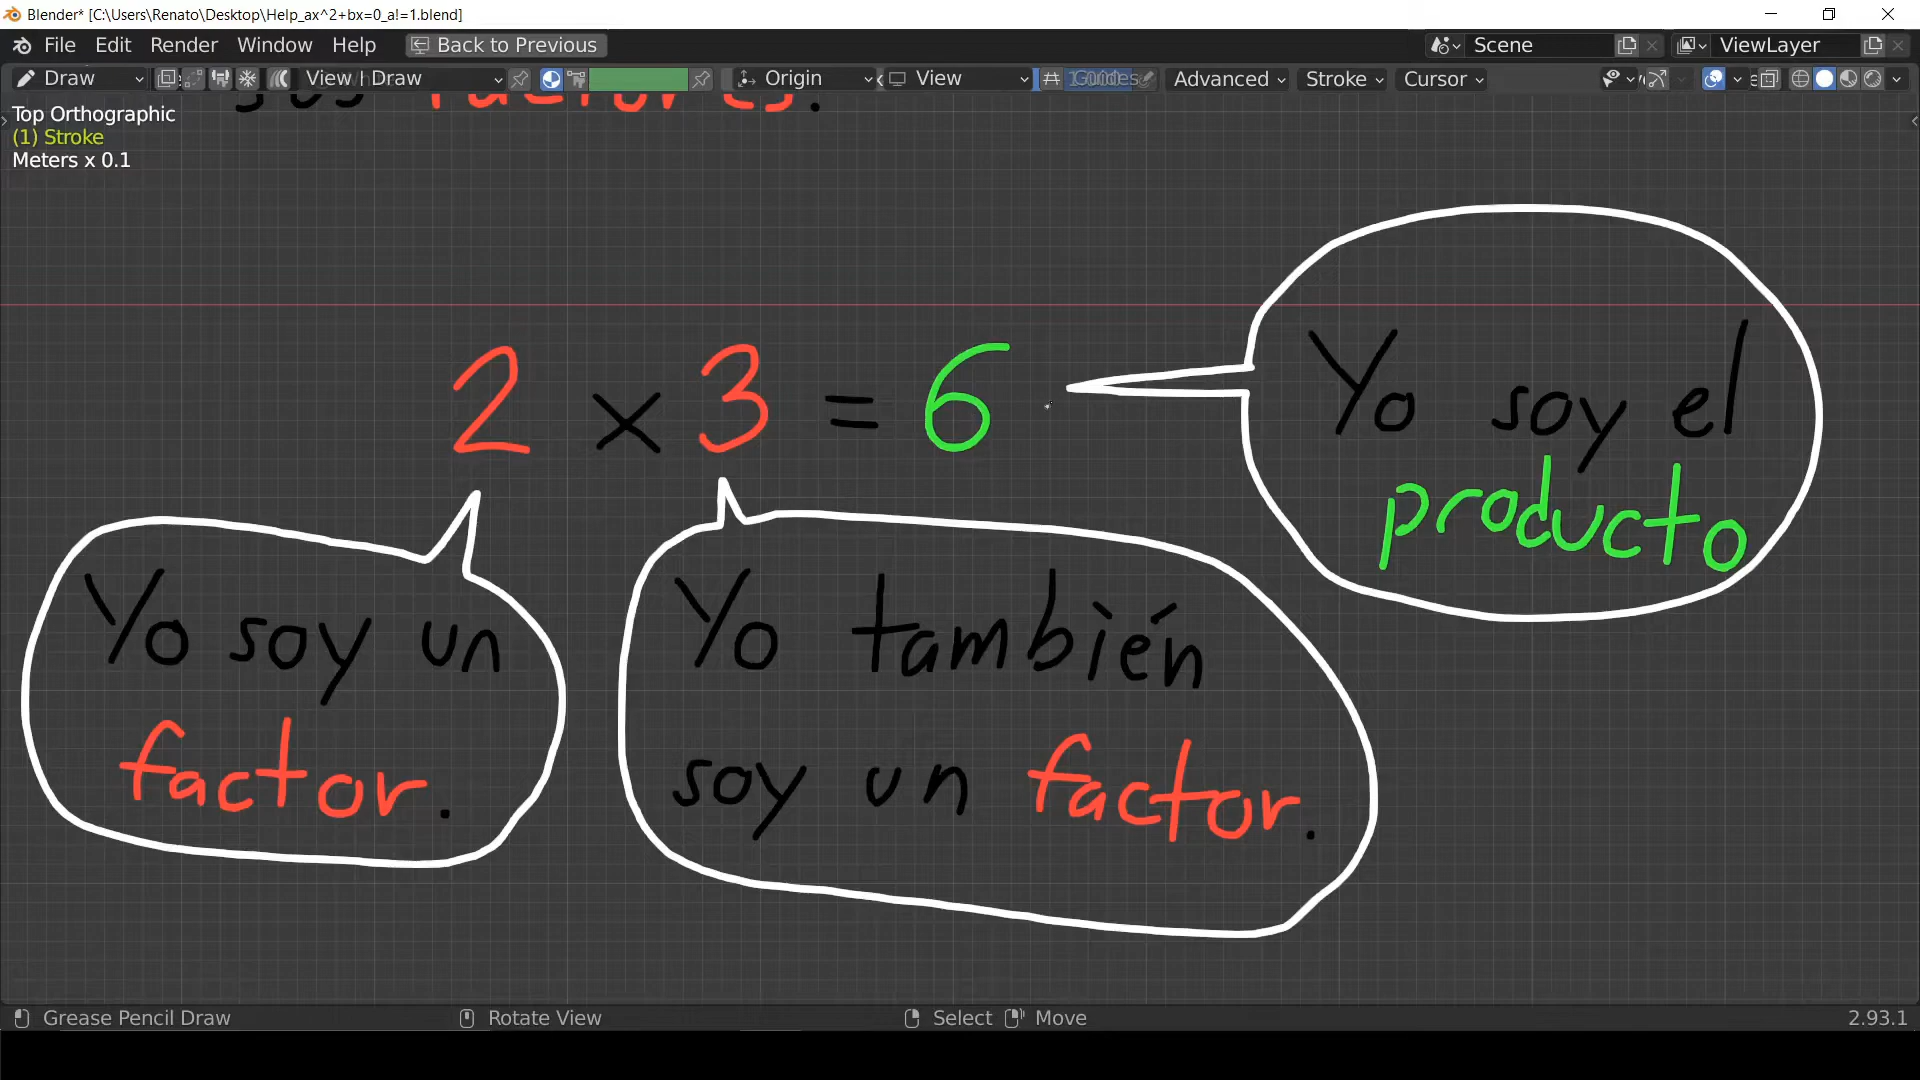 Blender* [C:\Users\Renato\Desktop\Help_ax^2+bx=0_a!=1.blend]
File Edit Render Window Help Back to Previous Scene ViewLayer
Draw View Draw Origin View Guides Advanced Stroke Cursor
sus factores.
Top Orthographic
(1) Stroke
Meters x 0.1
2 x 3 = 6
Yo soy el
producto
Yo soy un
factor.
Yo también
soy un factor.
Grease Pencil Draw Rotate View Select Move 2.93.1